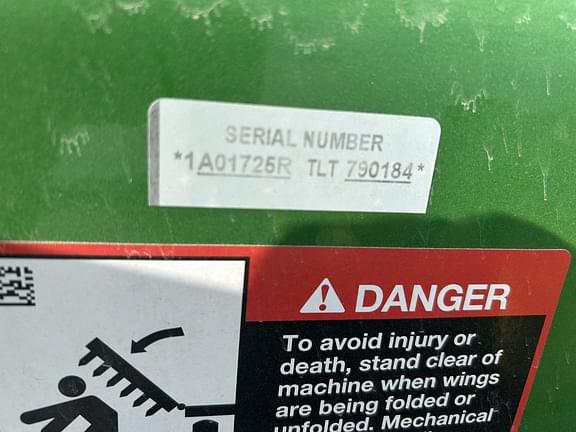 SERIAL NUMBER
*1A01725R TLT 790184*
DANGER
To avoid injury or
death, stand clear of
machine when wings
are being folded or
unfolded. Mechanical